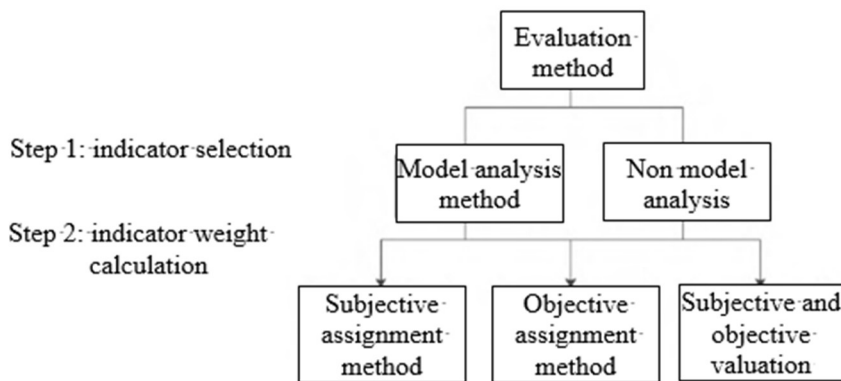 Evaluation
method
Step 1: indicator selection
Model analysis
method
Non model
analysis
Step 2: indicator weight
calculation
Subjective
assignment
method
Objective
assignment
method
Subjective and
objective
valuation